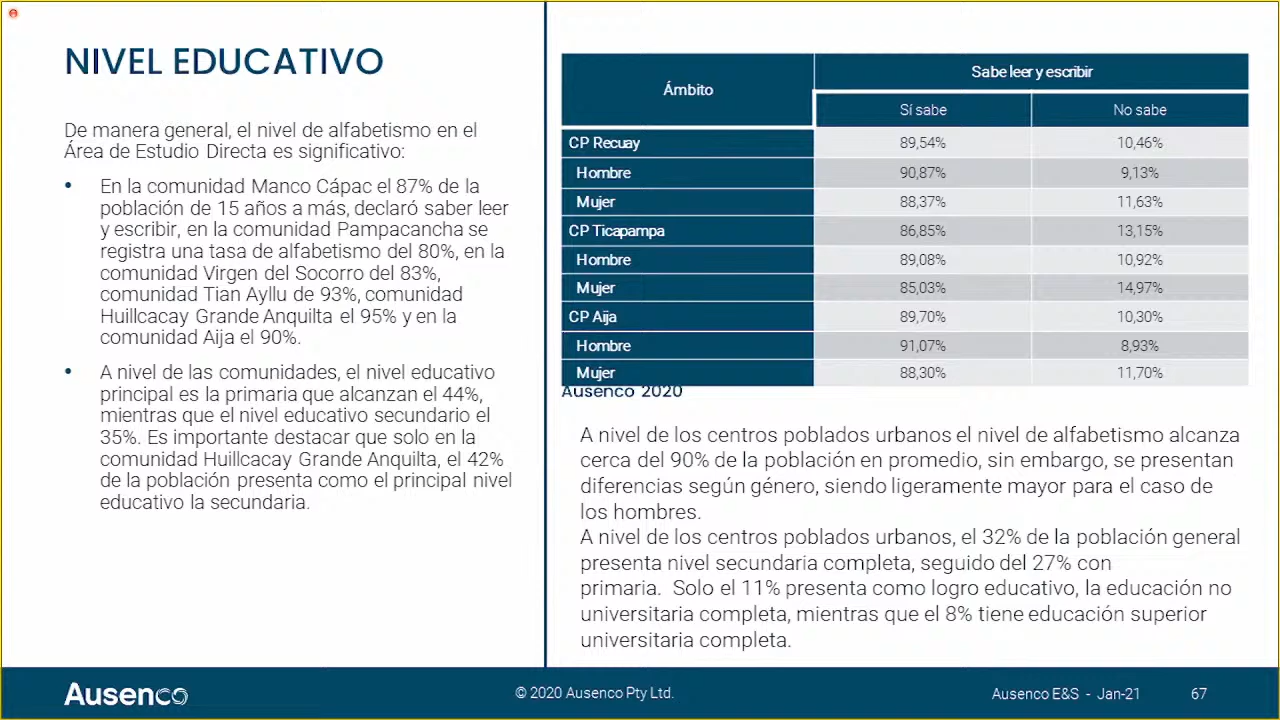 NIVEL EDUCATIVO
De manera general, el nivel de alfabetismo en el
Área de Estudio Directa es significativo:
• En la comunidad Manco Cápac el 87% de la
población de 15 años a más, declaró saber leer
y escribir, en la comunidad Pampacancha se
registra una tasa de alfabetismo del 80%, en la
comunidad Virgen del Socorro del 83%,
comunidad Tian Ayllu de 93%, comunidad
Huillcacay Grande Anquilta el 95% y en la
comunidad Aija el 90%.
• A nivel de las comunidades, el nivel educativo
principal es la primaria que alcanzan el 44%,
mientras que el nivel educativo secundario el
35%. Es importante destacar que solo en la
comunidad Huillcacay Grande Anquilta, el 42%
de la población presenta como el principal nivel
educativo la secundaria.
Ámbito Sabe leer y escribir
Sí sabe No sabe
CP Recuay 89,54% 10,46%
Hombre 90,87% 9,13%
Mujer 88,37% 11,63%
CP Ticapampa 86,85% 13,15%
Hombre 89,08% 10,92%
Mujer 85,03% 14,97%
CP Aija 89,70% 10,30%
Hombre 91,07% 8,93%
Mujer 88,30% 11,70%
Ausenco 2020
A nivel de los centros poblados urbanos el nivel de alfabetismo alcanza
cerca del 90% de la población en promedio, sin embargo, se presentan
diferencias según género, siendo ligeramente mayor para el caso de
los hombres.
A nivel de los centros poblados urbanos, el 32% de la población general
presenta nivel secundaria completa, seguido del 27% con
primaria. Solo el 11% presenta como logro educativo, la educación no
universitaria completa, mientras que el 8% tiene educación superior
universitaria completa.
Ausenco
© 2020 Ausenco Pty Ltd.
Ausenco E&S - Jan-21 67